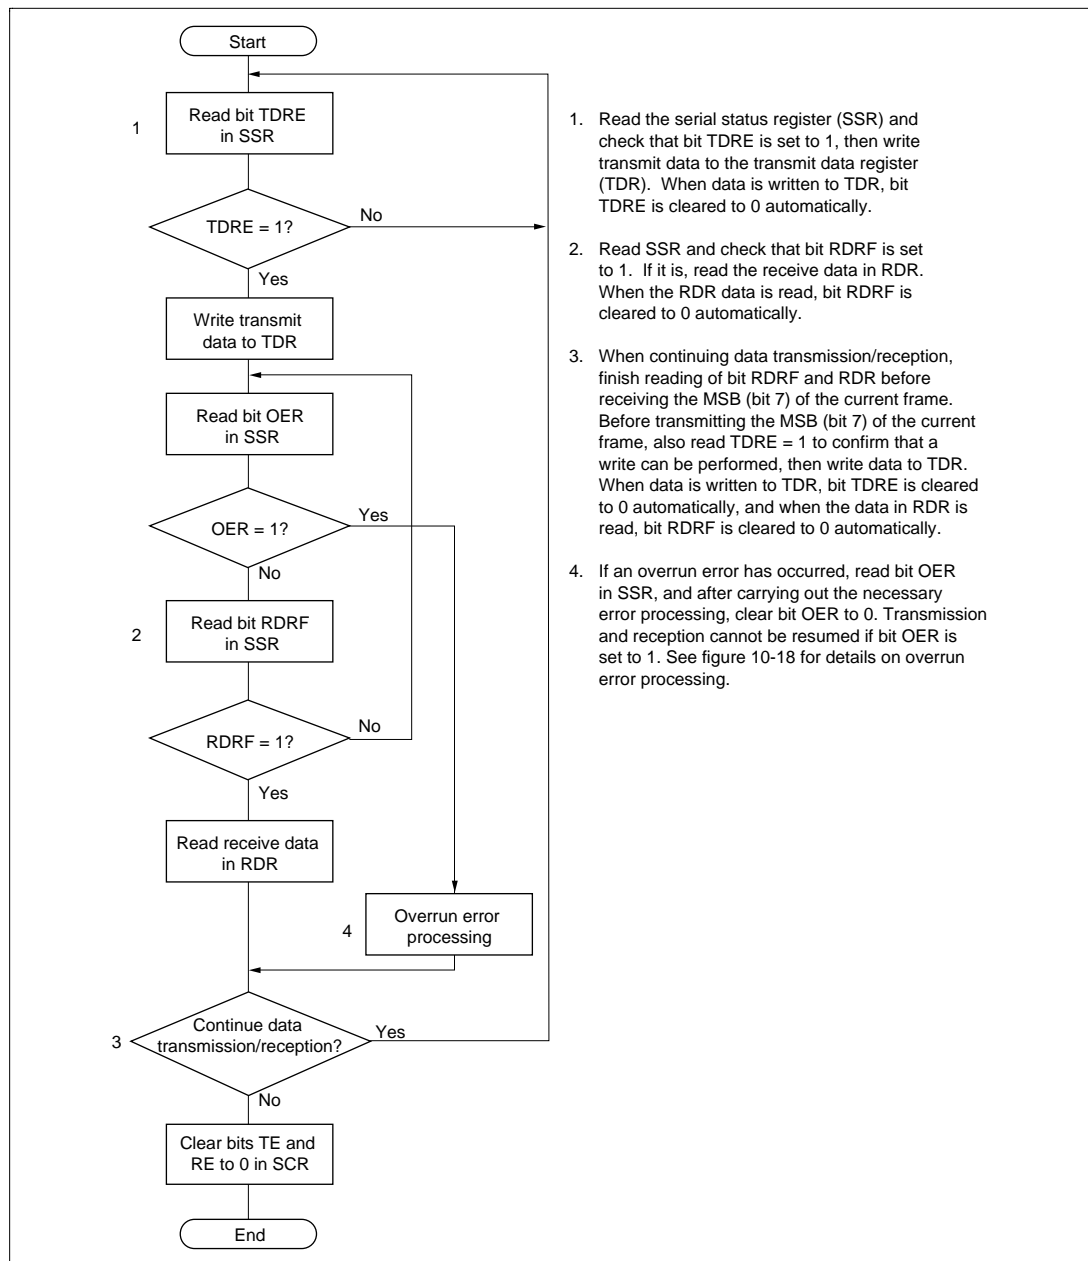 Start
1
Read bit TDRE
in SSR
TDRE = 1?
No
Yes
Write transmit
data to TDR
Read bit OER
in SSR
OER = 1?
Yes
No
2
Read bit RDRF
in SSR
RDRF = 1?
No
Yes
Read receive data
in RDR
4
Overrun error
processing
3
Continue data
transmission/reception?
Yes
No
Clear bits TE and
RE to 0 in SCR
End
1. Read the serial status register (SSR) and
check that bit TDRE is set to 1, then write
transmit data to the transmit data register
(TDR). When data is written to TDR, bit
TDRE is cleared to 0 automatically.
2. Read SSR and check that bit RDRF is set
to 1. If it is, read the receive data in RDR.
When the RDR data is read, bit RDRF is
cleared to 0 automatically.
3. When continuing data transmission/reception,
finish reading of bit RDRF and RDR before
receiving the MSB (bit 7) of the current frame.
Before transmitting the MSB (bit 7) of the current
frame, also read TDRE = 1 to confirm that a
write can be performed, then write data to TDR.
When data is written to TDR, bit TDRE is cleared
to 0 automatically, and when the data in RDR is
read, bit RDRF is cleared to 0 automatically.
4. If an overrun error has occurred, read bit OER
in SSR, and after carrying out the necessary
error processing, clear bit OER to 0. Transmission
and reception cannot be resumed if bit OER is
set to 1. See figure 10-18 for details on overrun
error processing.